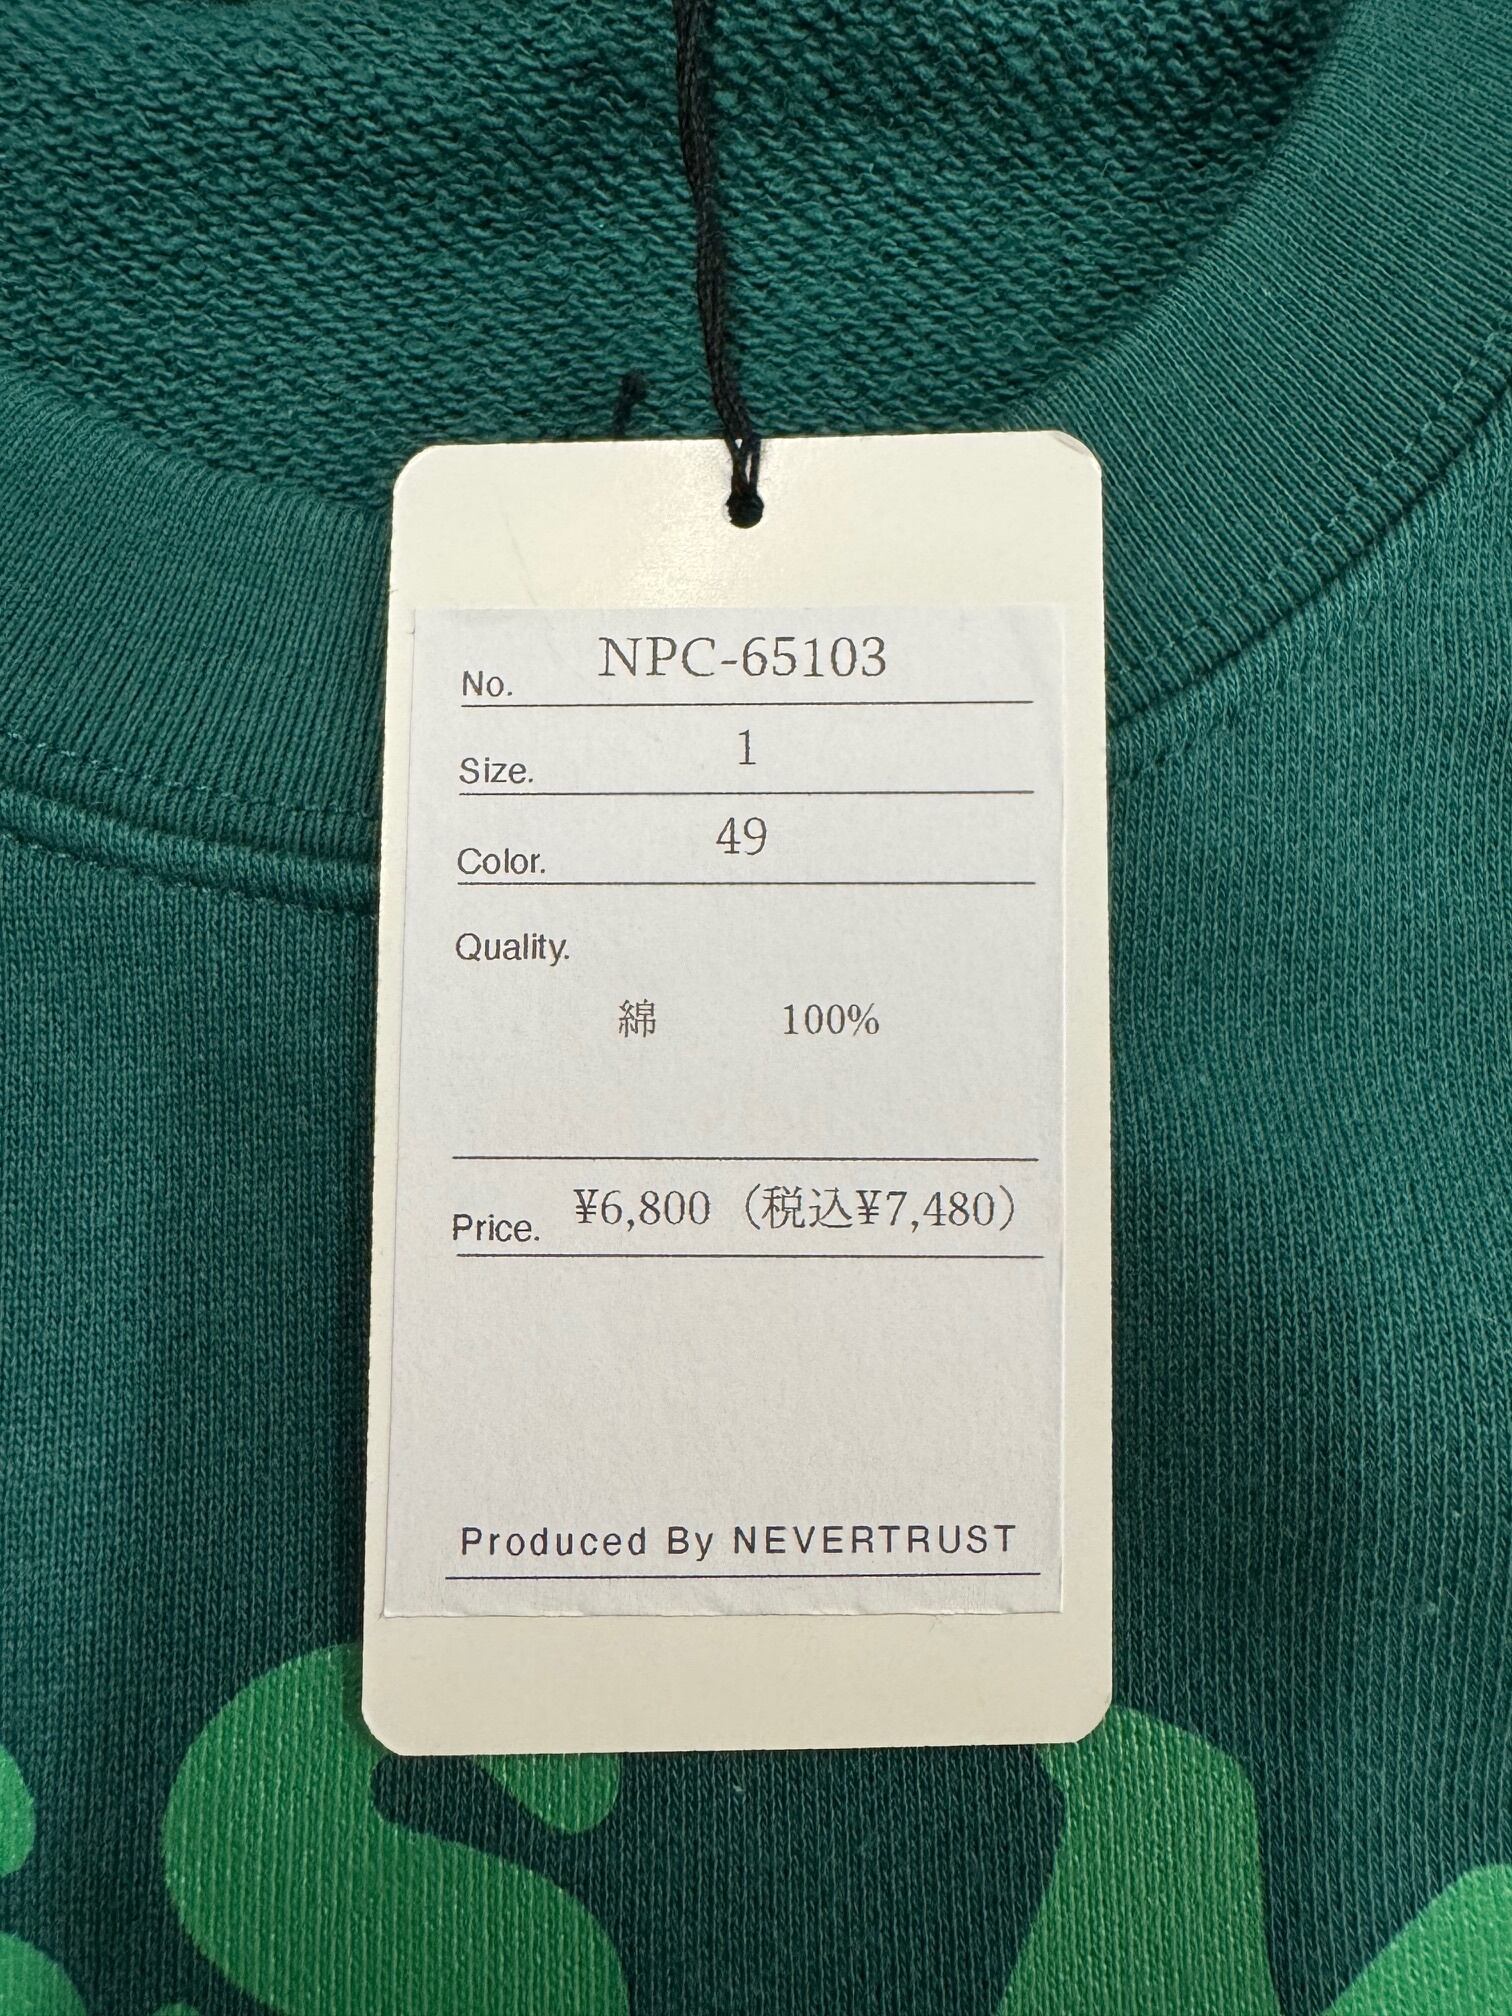 No. NPC-65103
Size. 1
Color. 49
Quality.
綿 100%
Price. ¥6,800（税込¥7,480）
Produced By NEVERTRUST